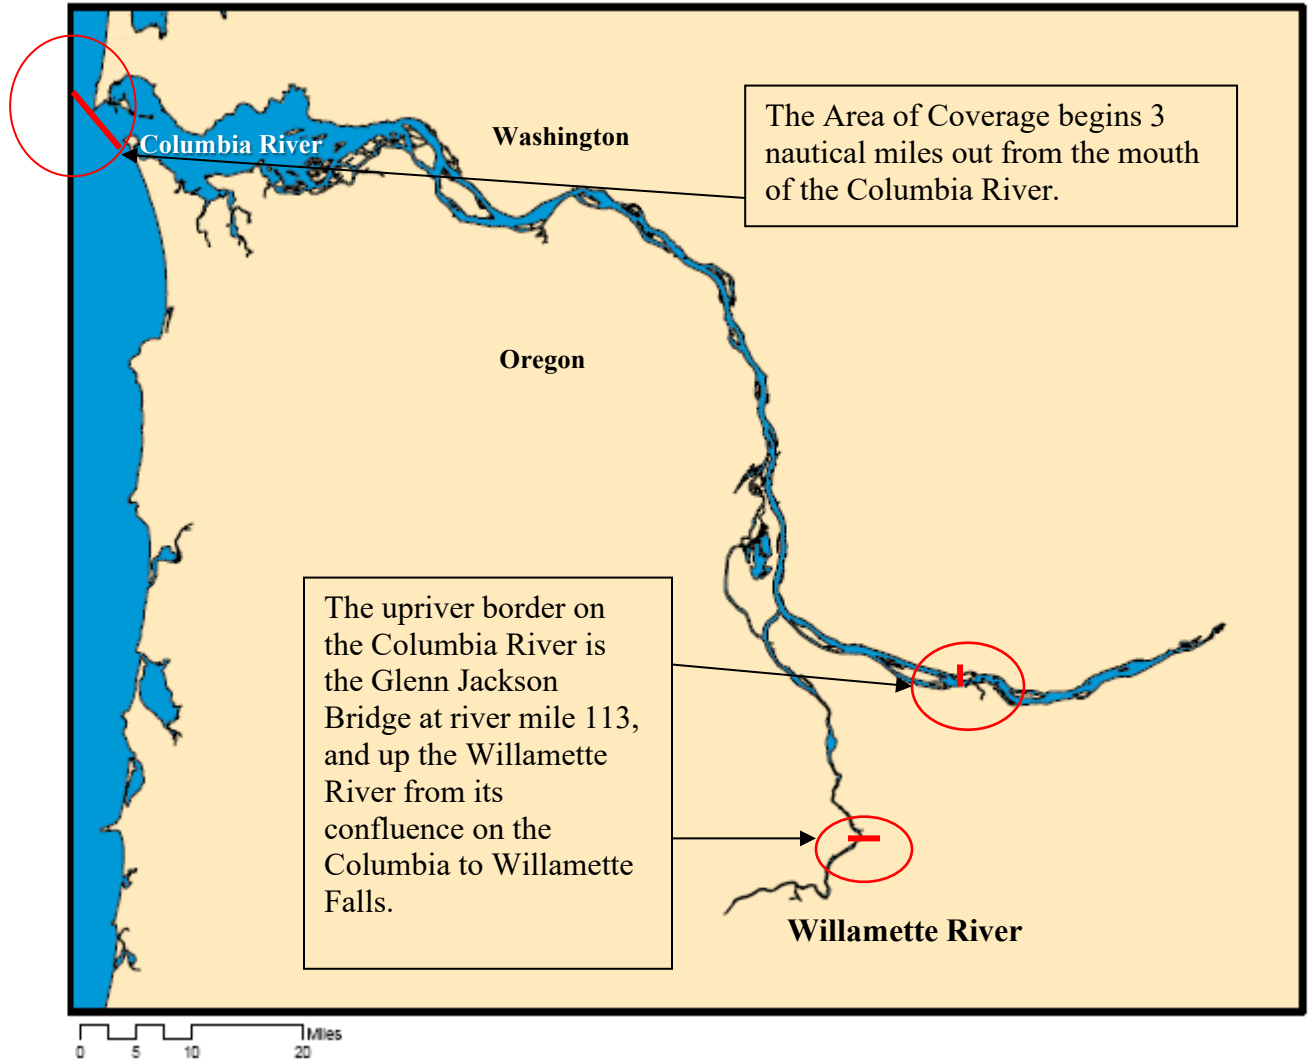 The Area of Coverage begins 3
nautical miles out from the mouth
of the Columbia River.
Washington
Columbia River
Oregon
The upriver border on
the Columbia River is
the Glenn Jackson
Bridge at river mile 113,
and up the Willamette
River from its
confluence on the
Columbia to Willamette
Falls.
Willamette River
Miles
0 5 10 20